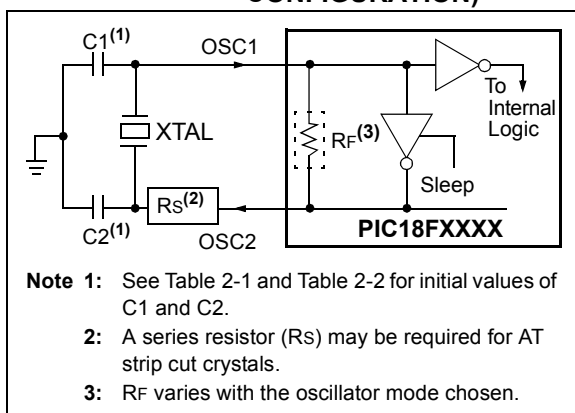 CONFIGURATION)
C1(1)
OSC1
To
Internal
Logic
XTAL
RF(3)
Sleep
RS(2)
C2(1)
OSC2
PIC18FXXXX
Note 1: See Table 2-1 and Table 2-2 for initial values of
C1 and C2.
2: A series resistor (RS) may be required for AT
strip cut crystals.
3: RF varies with the oscillator mode chosen.